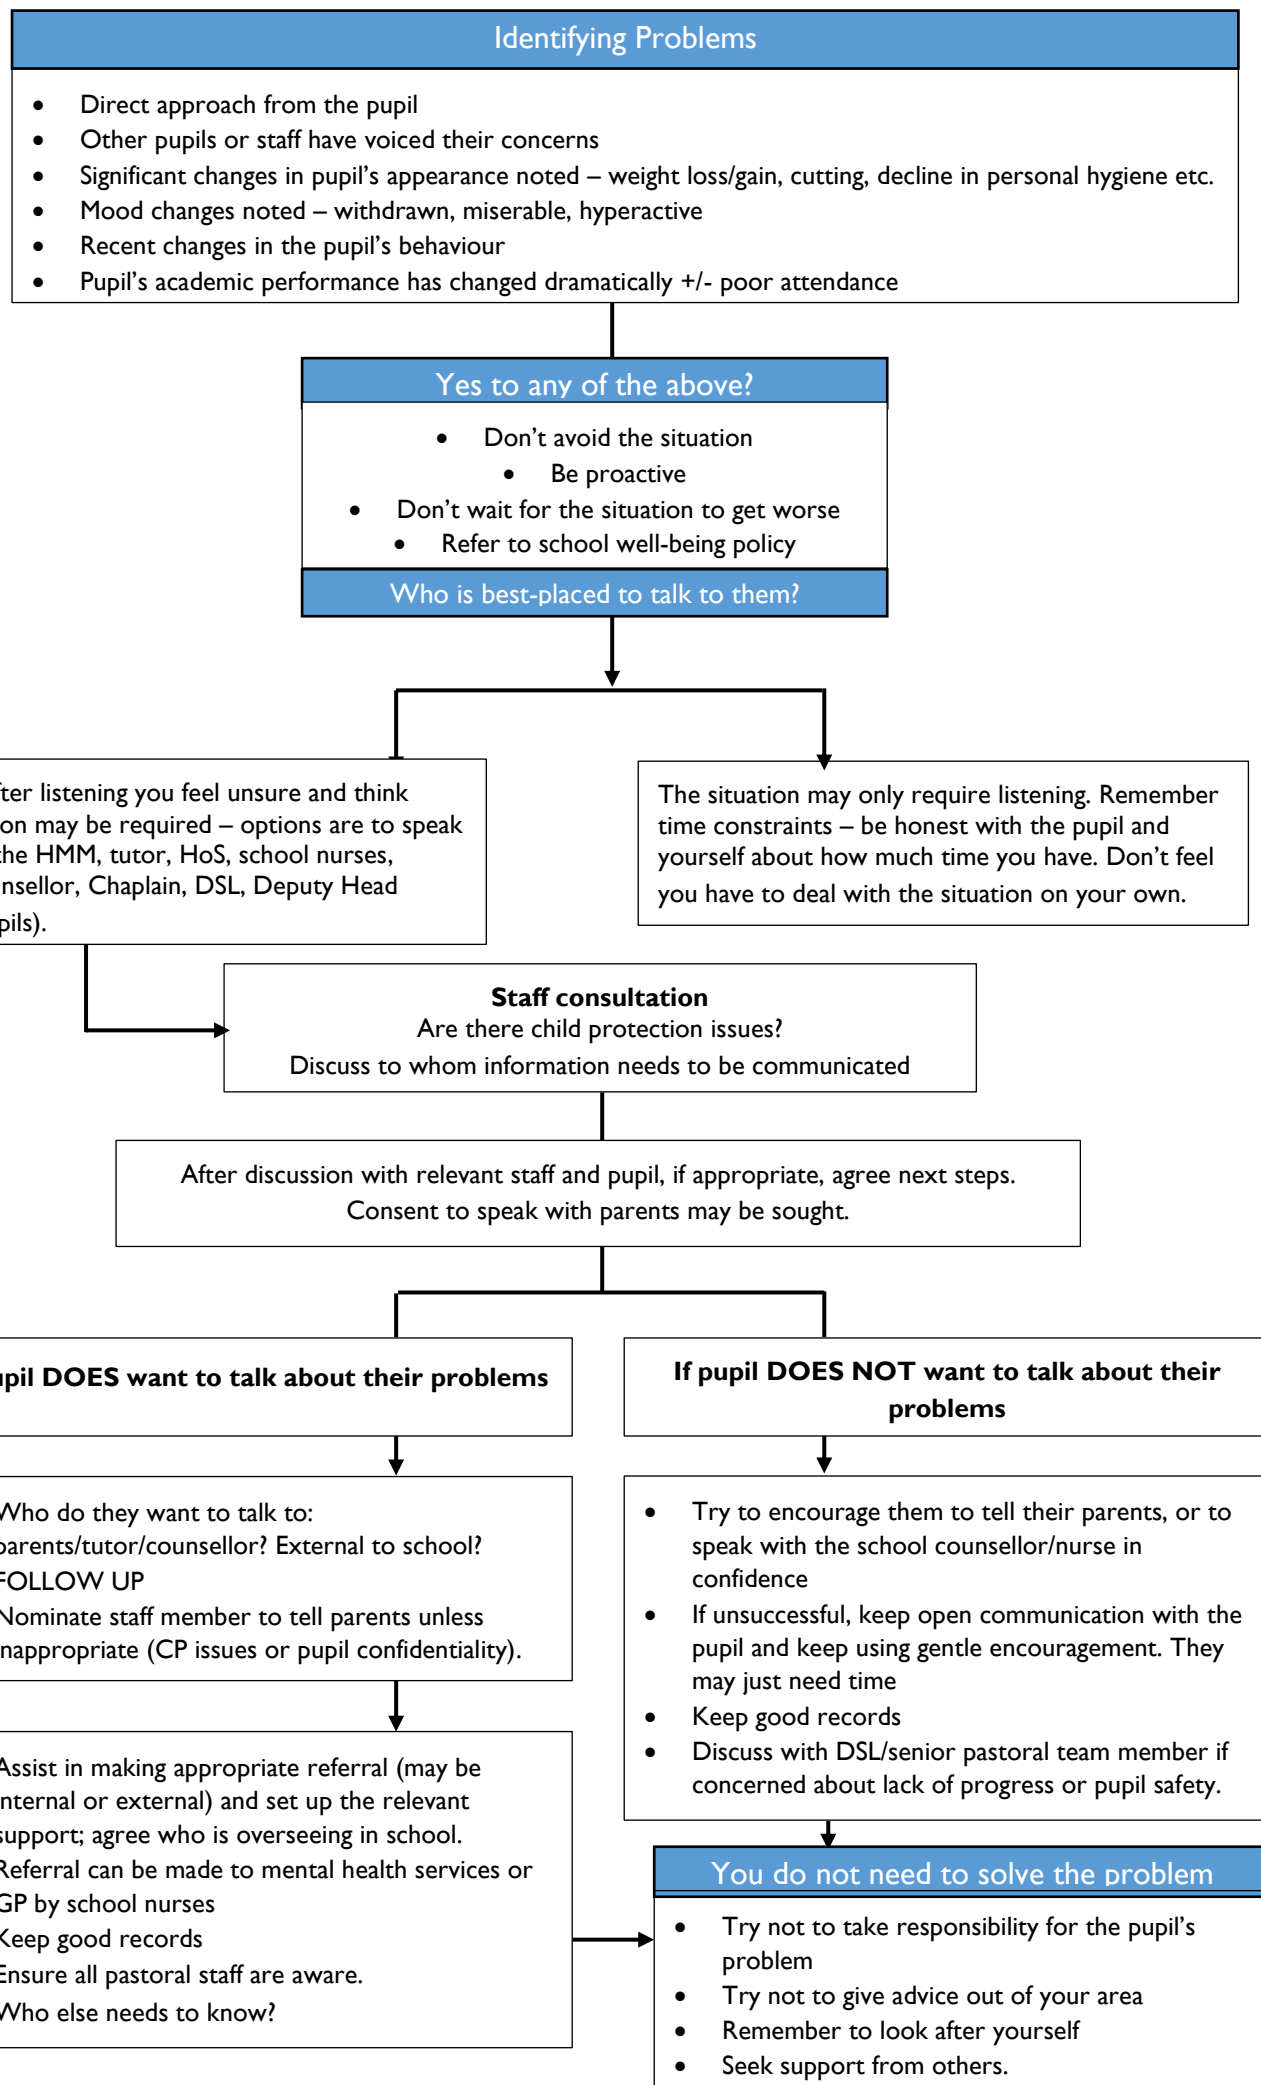 Identifying Problems
• Direct approach from the pupil
• Other pupils or staff have voiced their concerns
• Significant changes in pupil's appearance noted – weight loss/gain, cutting, decline in personal hygiene etc.
• Mood changes noted – withdrawn, miserable, hyperactive
• Recent changes in the pupil's behaviour
• Pupil's academic performance has changed dramatically +/- poor attendance
Yes to any of the above?
• Don't avoid the situation
• Be proactive
• Don't wait for the situation to get worse
• Refer to school well-being policy
Who is best-placed to talk to them?
fter listening you feel unsure and think
on may be required – options are to speak
the HMM, tutor, HoS, school nurses,
nsellor, Chaplain, DSL, Deputy Head
pils).
The situation may only require listening. Remember
time constraints – be honest with the pupil and
yourself about how much time you have. Don't feel
you have to deal with the situation on your own.
Staff consultation
Are there child protection issues?
Discuss to whom information needs to be communicated
After discussion with relevant staff and pupil, if appropriate, agree next steps.
Consent to speak with parents may be sought.
upil DOES want to talk about their problems
Who do they want to talk to:
parents/tutor/counsellor? External to school?
FOLLOW UP
Nominate staff member to tell parents unless
inappropriate (CP issues or pupil confidentiality).
Assist in making appropriate referral (may be
internal or external) and set up the relevant
support; agree who is overseeing in school.
Referral can be made to mental health services or
GP by school nurses
Keep good records
Ensure all pastoral staff are aware.
Who else needs to know?
If pupil DOES NOT want to talk about their
problems
• Try to encourage them to tell their parents, or to
speak with the school counsellor/nurse in
confidence
• If unsuccessful, keep open communication with the
pupil and keep using gentle encouragement. They
may just need time
• Keep good records
• Discuss with DSL/senior pastoral team member if
concerned about lack of progress or pupil safety.
You do not need to solve the problem
• Try not to take responsibility for the pupil's
problem
• Try not to give advice out of your area
• Remember to look after yourself
• Seek support from others.